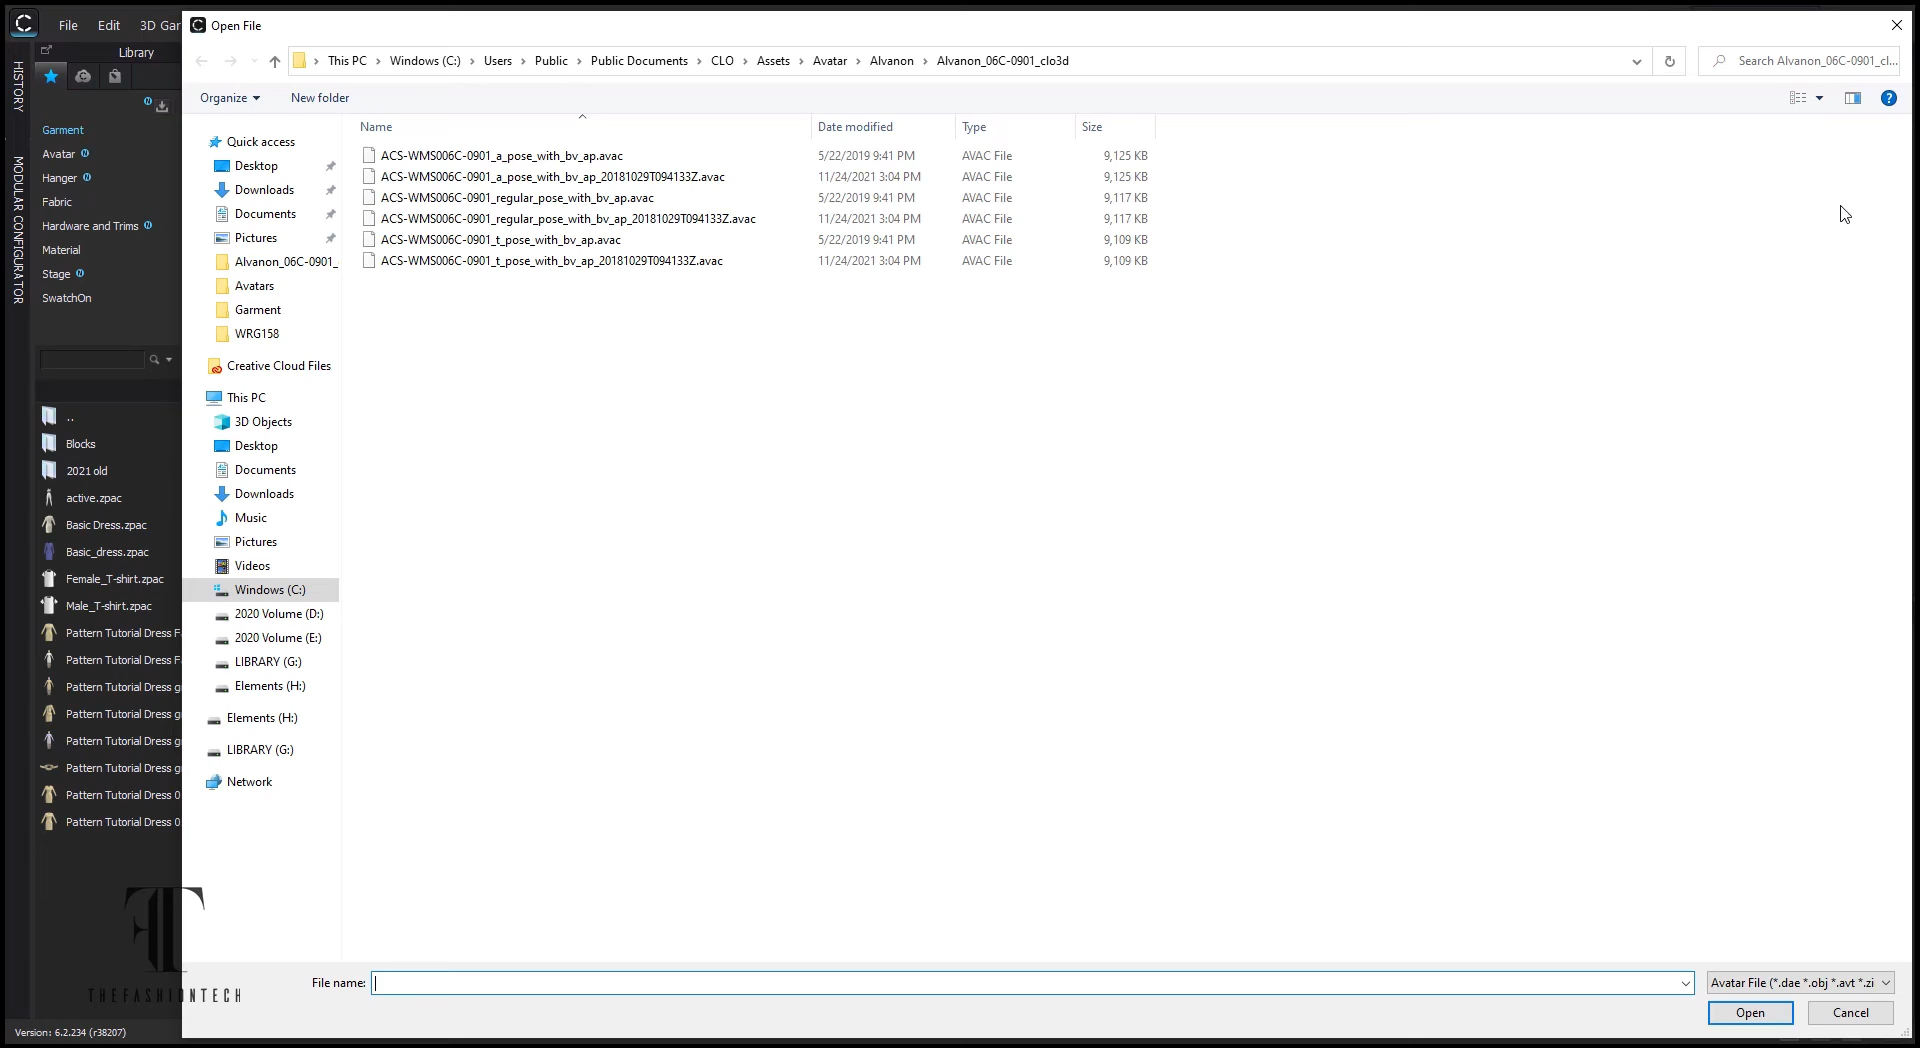 File Edit 3D Gar
Open File
Library
HISTORY
MODULAR CONFIGURATOR
Garment
Avatar
Hanger
Fabric
Hardware and Trims
Material
Stage
SwatchOn
..
Blocks
2021 old
active.zpac
Basic Dress.zpac
Basic_dress.zpac
Female_T-shirt.zpac
Male_T-shirt.zpac
Pattern Tutorial Dress F
Pattern Tutorial Dress F
Pattern Tutorial Dress g
Pattern Tutorial Dress g
Pattern Tutorial Dress g
Pattern Tutorial Dress g
Pattern Tutorial Dress 0
Pattern Tutorial Dress 0
THEFASHIONTECH
Version: 6.2.234 (r38207)
This PC > Windows (C:) > Users > Public > Public Documents > CLO > Assets > Avatar > Alvanon > Alvanon_06C-0901_clo3d
Search Alvanon_06C-0901_cl...
Organize New folder
Quick access
Desktop
Downloads
Documents
Pictures
Alvanon_06C-0901_
Avatars
Garment
WRG158
Creative Cloud Files
This PC
3D Objects
Desktop
Documents
Downloads
Music
Pictures
Videos
Windows (C:)
2020 Volume (D:)
2020 Volume (E:)
LIBRARY (G:)
Elements (H:)
Elements (H:)
LIBRARY (G:)
Network
Name Date modified Type Size
ACS-WMS006C-0901_a_pose_with_bv_ap.avac 5/22/2019 9:41 PM AVAC File 9,125 KB
ACS-WMS006C-0901_a_pose_with_bv_ap_20181029T094133Z.avac 11/24/2021 3:04 PM AVAC File 9,125 KB
ACS-WMS006C-0901_regular_pose_with_bv_ap.avac 5/22/2019 9:41 PM AVAC File 9,117 KB
ACS-WMS006C-0901_regular_pose_with_bv_ap_20181029T094133Z.avac 11/24/2021 3:04 PM AVAC File 9,117 KB
ACS-WMS006C-0901_t_pose_with_bv_ap.avac 5/22/2019 9:41 PM AVAC File 9,109 KB
ACS-WMS006C-0901_t_pose_with_bv_ap_20181029T094133Z.avac 11/24/2021 3:04 PM AVAC File 9,109 KB
File name:
Avatar File (*.dae *.obj *.avt *.zi
Open Cancel